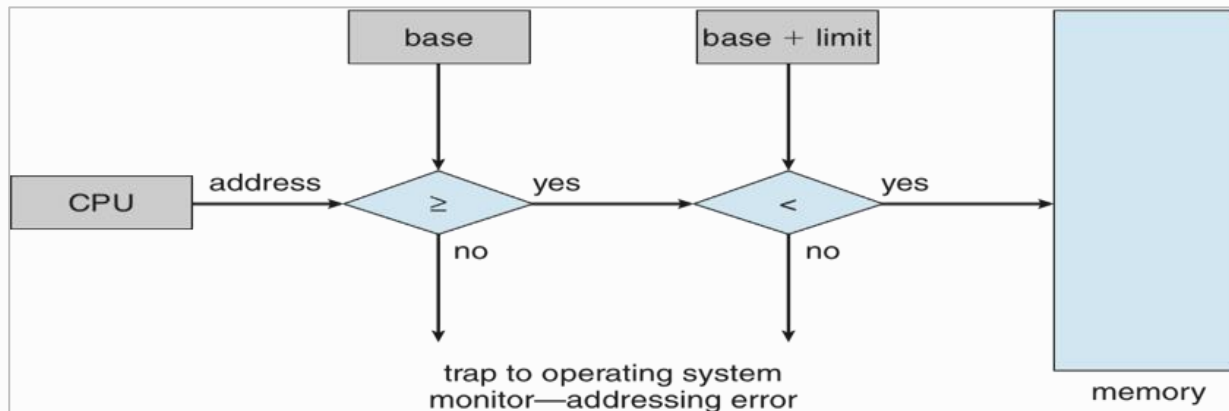 base
base + limit
CPU
address
≥
yes
<
yes
no
no
trap to operating system
monitor—addressing error
memory